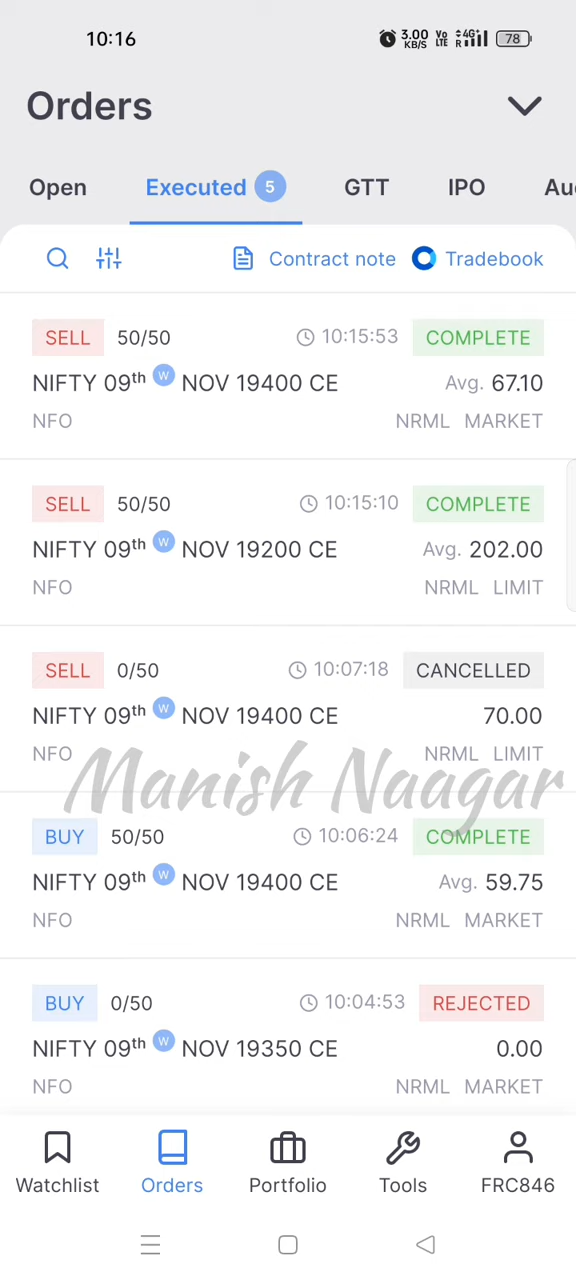 10:16 3.00 KB/S Vo LTE 4G+ R 78
Orders
Open Executed 5 GTT IPO Au
Contract note Tradebook
SELL 50/50 10:15:53 COMPLETE
NIFTY 09th W NOV 19400 CE Avg. 67.10
NFO NRML MARKET
SELL 50/50 10:15:10 COMPLETE
NIFTY 09th W NOV 19200 CE Avg. 202.00
NFO NRML LIMIT
SELL 0/50 10:07:18 CANCELLED
NIFTY 09th W NOV 19400 CE 70.00
NFO NRML LIMIT
Manish Naagar
BUY 50/50 10:06:24 COMPLETE
NIFTY 09th W NOV 19400 CE Avg. 59.75
NFO NRML MARKET
BUY 0/50 10:04:53 REJECTED
NIFTY 09th W NOV 19350 CE 0.00
NFO NRML MARKET
Watchlist Orders Portfolio Tools FRC846